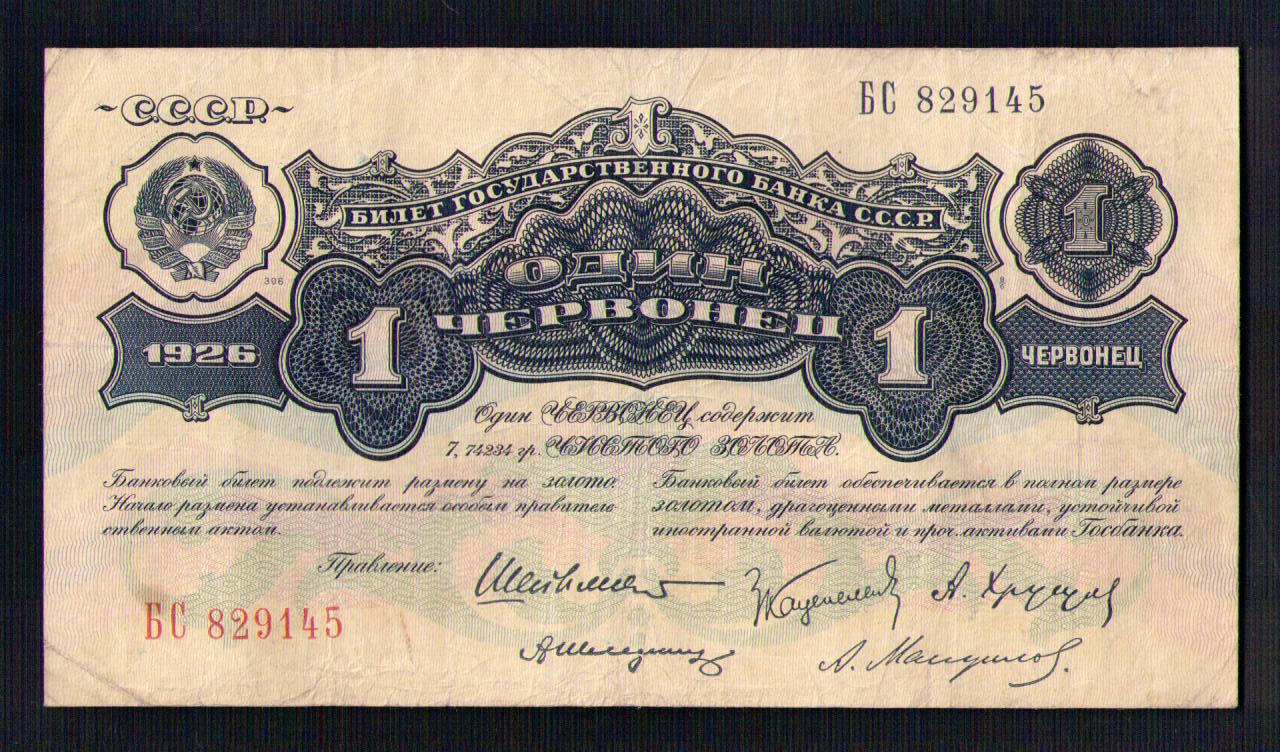 ~С.С.С.Р.~
БС 829145
1
БИЛЕТ ГОСУДАРСТВЕННОГО БАНКА С.С.С.Р.
1
306
ОДИН
ЧЕРВОНЕЦ
1926
1
1
ЧЕРВОНЕЦ
Один ЧЕРВОНЕЦ содержит
7, 74234 гр. ЧИСТОГО ЗОЛОТА.
Банковый билет подлежит размену на золото.
Начало размена устанавливается особым правитель-
ственным актом.
Банковый билет обеспечивается в полном размере
золотом, драгоценными металлами, устойчивой
иностранной валютой и проч. активами Госбанка.
Правление:
БС 829145